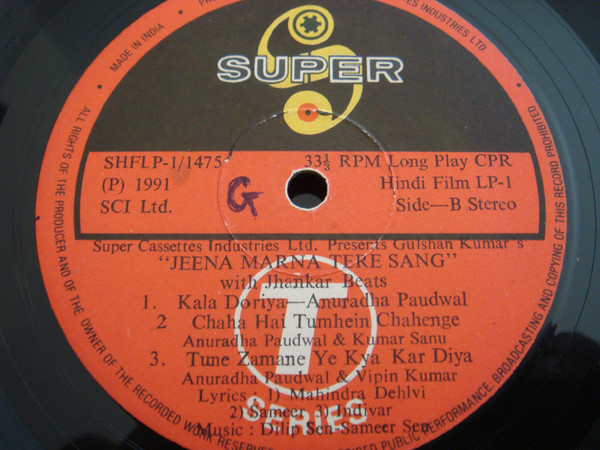 SUPER
SHFLP-1/1475
(P) 1991
SCI Ltd.
33⅓ RPM Long Play CPR
Hindi Film LP-1
Side—B Stereo
G
Super Cassettes Industries Ltd. Presents Gulshan Kumar's
"JEENA MARNA TERE SANG"
with Jhankar Beats
1. Kala Doriya—Anuradha Paudwal
2 Chaha Hai Tumhein Chahenge
Anuradha Paudwal & Kumar Sanu
3. Tune Zamane Ye Kya Kar Diya
Anuradha Paudwal & Vipin Kumar
Lyrics : 1) Mahindra Dehlvi
2) Sameer 3) Indivar
Music : Dilip Sen-Sameer Sen
T
SERIES
• MADE IN INDIA •
INDUSTRIES LTD
ALL RIGHTS OF THE PRODUCER AND OF THE OWNER OF THE RECORDED WORK RESERVED
PUBLIC PERFORMANCE, BROADCASTING AND COPYING OF THIS RECORD PROHIBITED